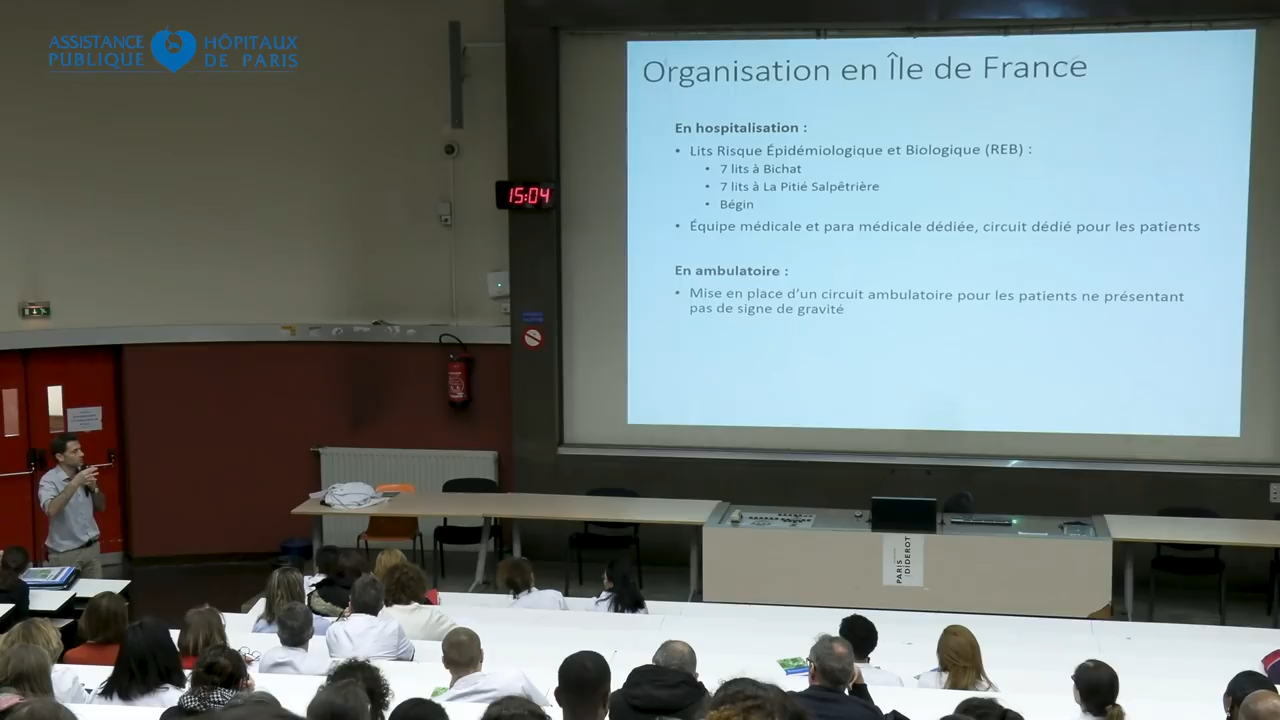 ASSISTANCE HÔPITAUX
PUBLIQUE DE PARIS
Organisation en Île de France
En hospitalisation :
• Lits Risque Épidémiologique et Biologique (REB) :
• 7 lits à Bichat
• 7 lits à La Pitié Salpêtrière
• Bégin
• Équipe médicale et para médicale dédiée, circuit dédié pour les patients
En ambulatoire :
• Mise en place d’un circuit ambulatoire pour les patients ne présentant
pas de signe de gravité
15:04
PARIS
DIDEROT